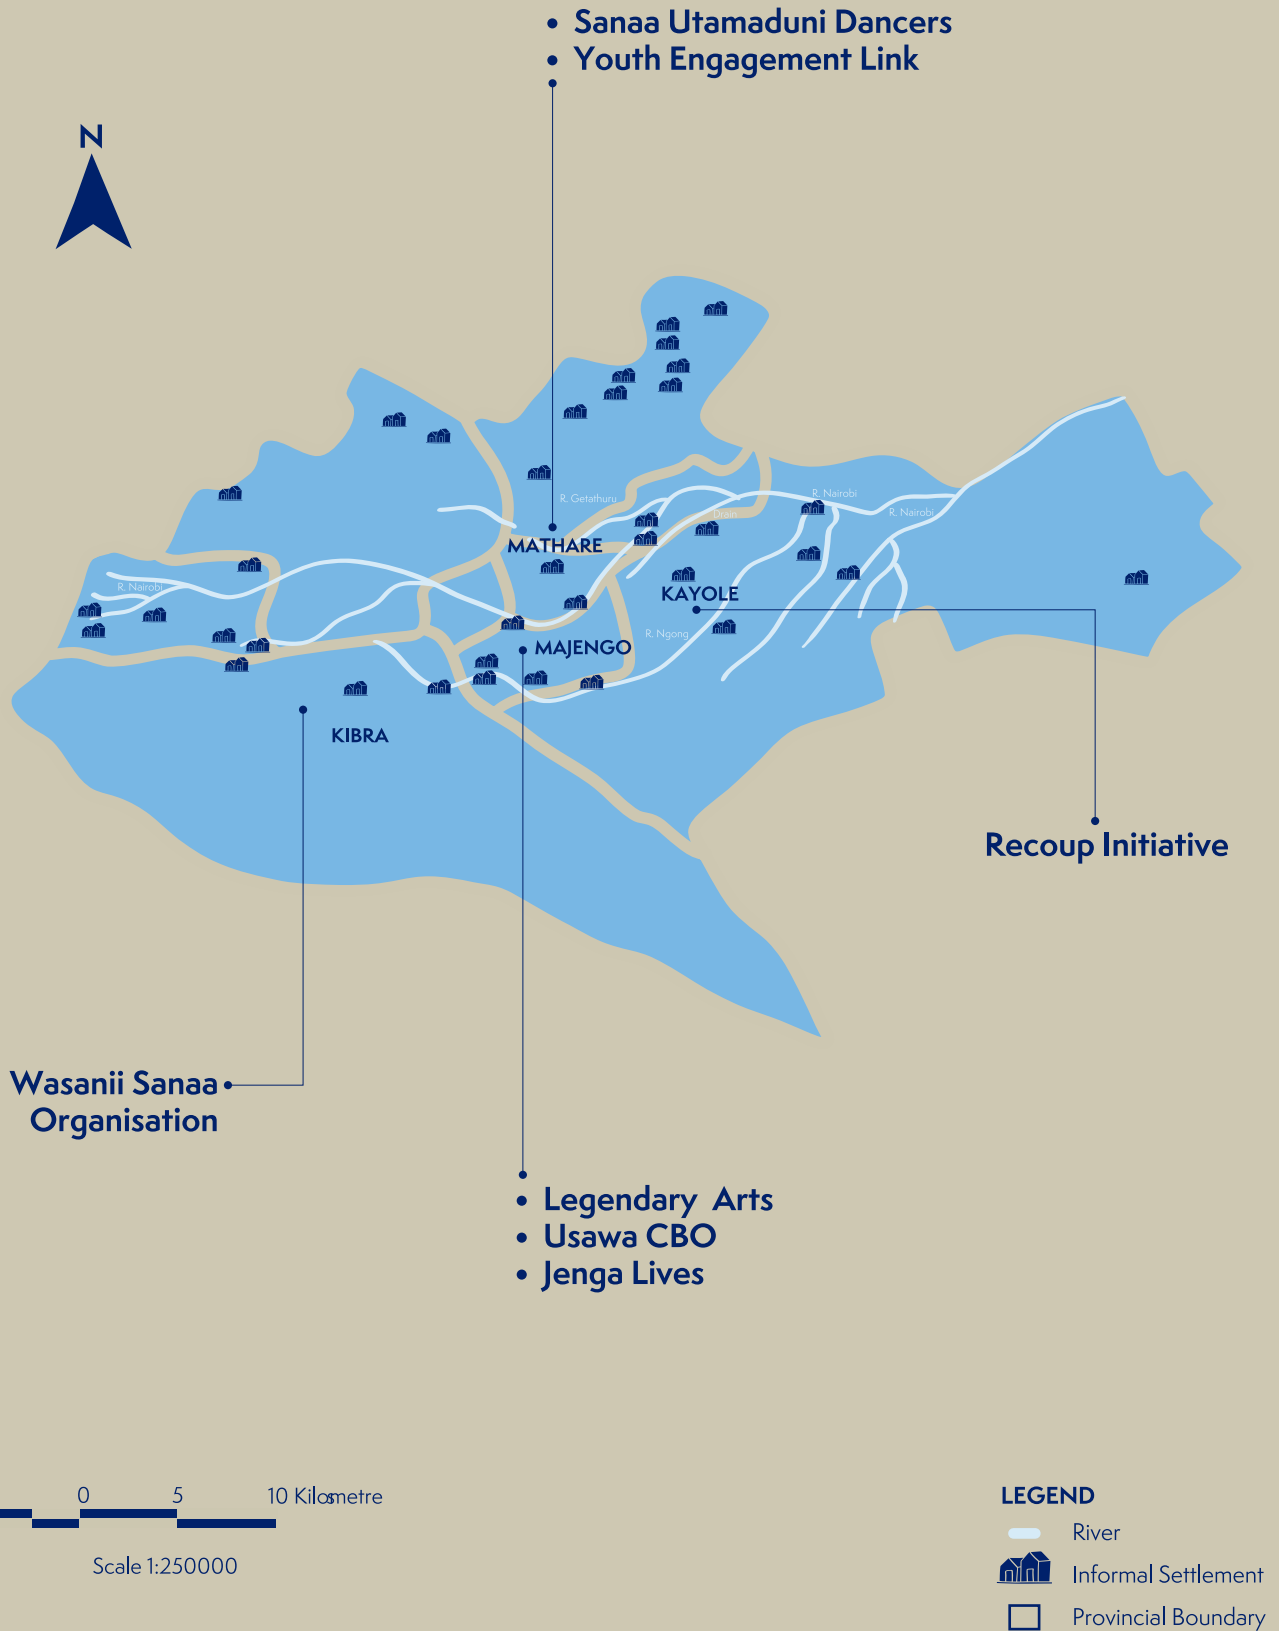 • Sanaa Utamaduni Dancers
• Youth Engagement Link
N
R. Getathuru
R. Nairobi
Drain
R. Nairobi
MATHARE
R. Nairobi
KAYOLE
R. Ngong
MAJENGO
KIBRA
Recoup Initiative
Wasanii Sanaa
Organisation
• Legendary Arts
• Usawa CBO
• Jenga Lives
0 5 10 Kilometre
s
Scale 1:250000
LEGEND
River
Informal Settlement
Provincial Boundary